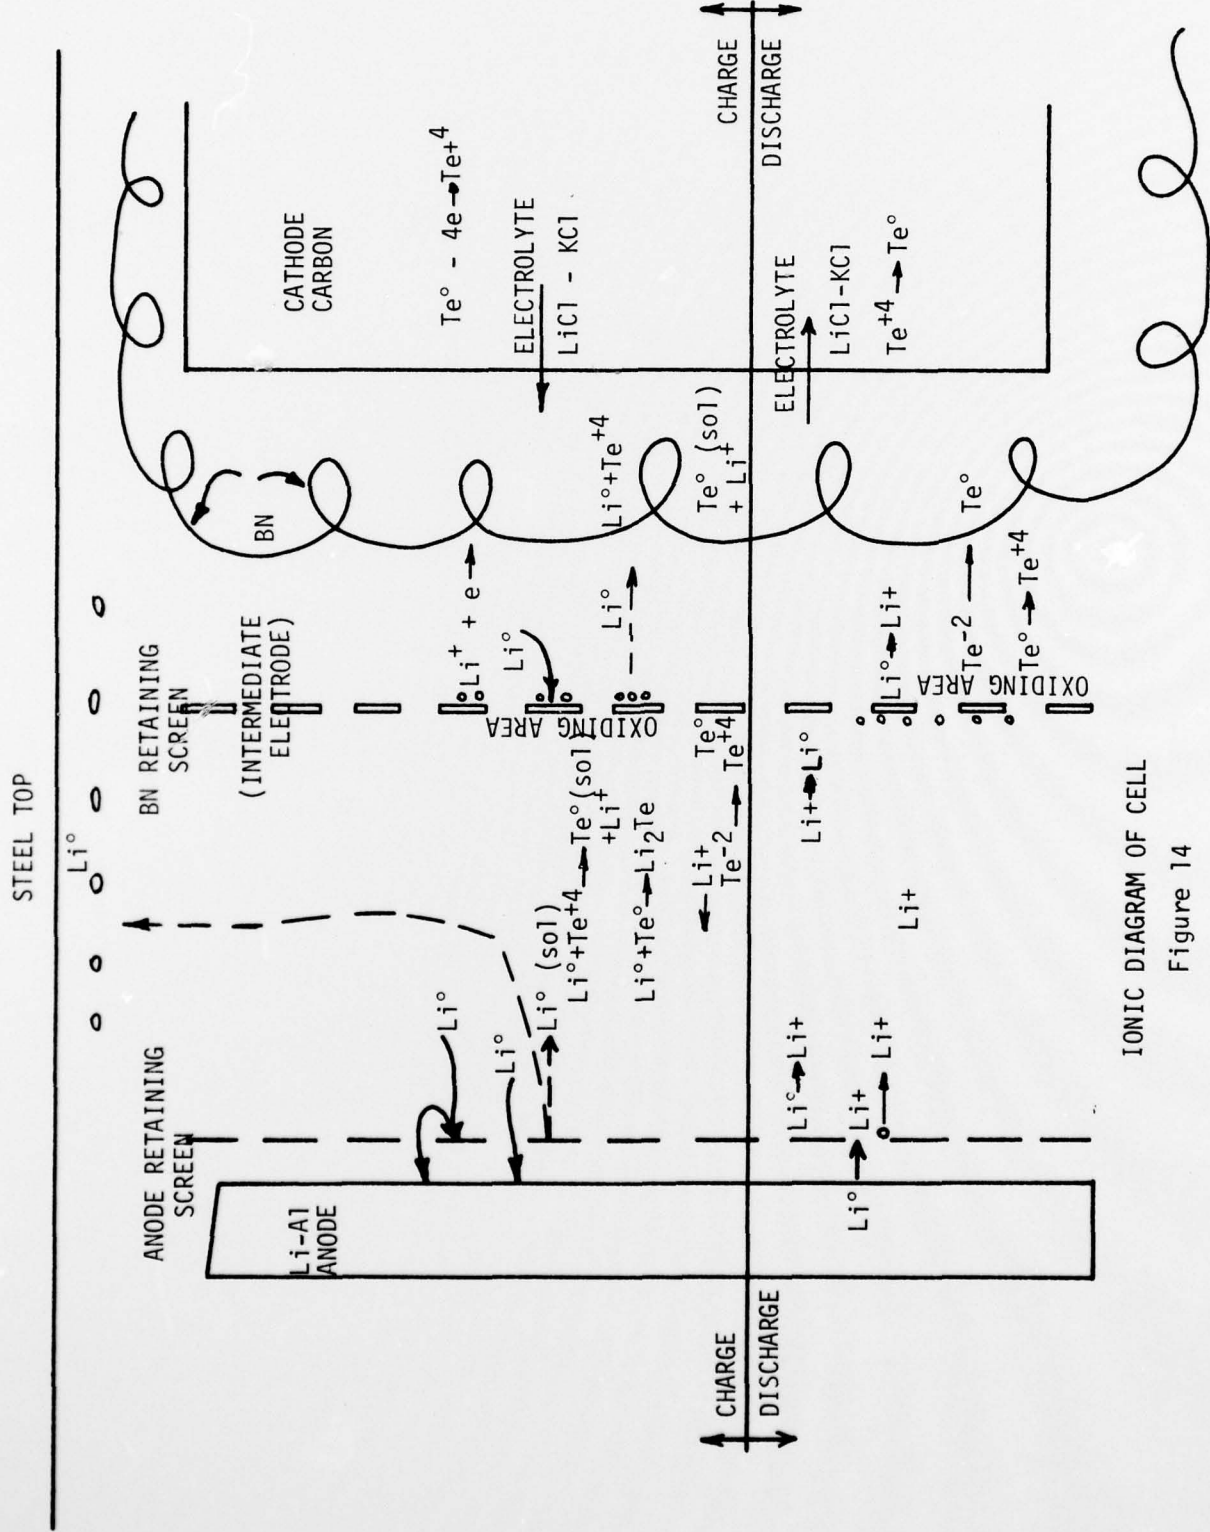 STEEL TOP
Li°
ANODE RETAINING
SCREEN
BN RETAINING
SCREEN
(INTERMEDIATE
ELECTRODE)
BN
CATHODE
CARBON
Li-Al
ANODE
Li°
Li°
Li° (sol)
Li°+Te+4→Te°(sol)
+Li+
Li°+Te°→Li2Te
←Li+
Te-2→Te+4
Te°
OXIDING AREA
Li+ + e→
Li°
Li°
Li°+Te+4
Te° (sol)
+ Li+
Te° - 4e→Te+4
ELECTROLYTE
LiCl - KCl
CHARGE
DISCHARGE
CHARGE
DISCHARGE
Li°→Li+
Li°→Li+
→Li+
Li+
Li+→Li°
Li°→Li+
OXIDING AREA
Te-2→Te°
Te°→Te+4
ELECTROLYTE
LiCl-KCl
Te+4→Te°
IONIC DIAGRAM OF CELL
Figure 14